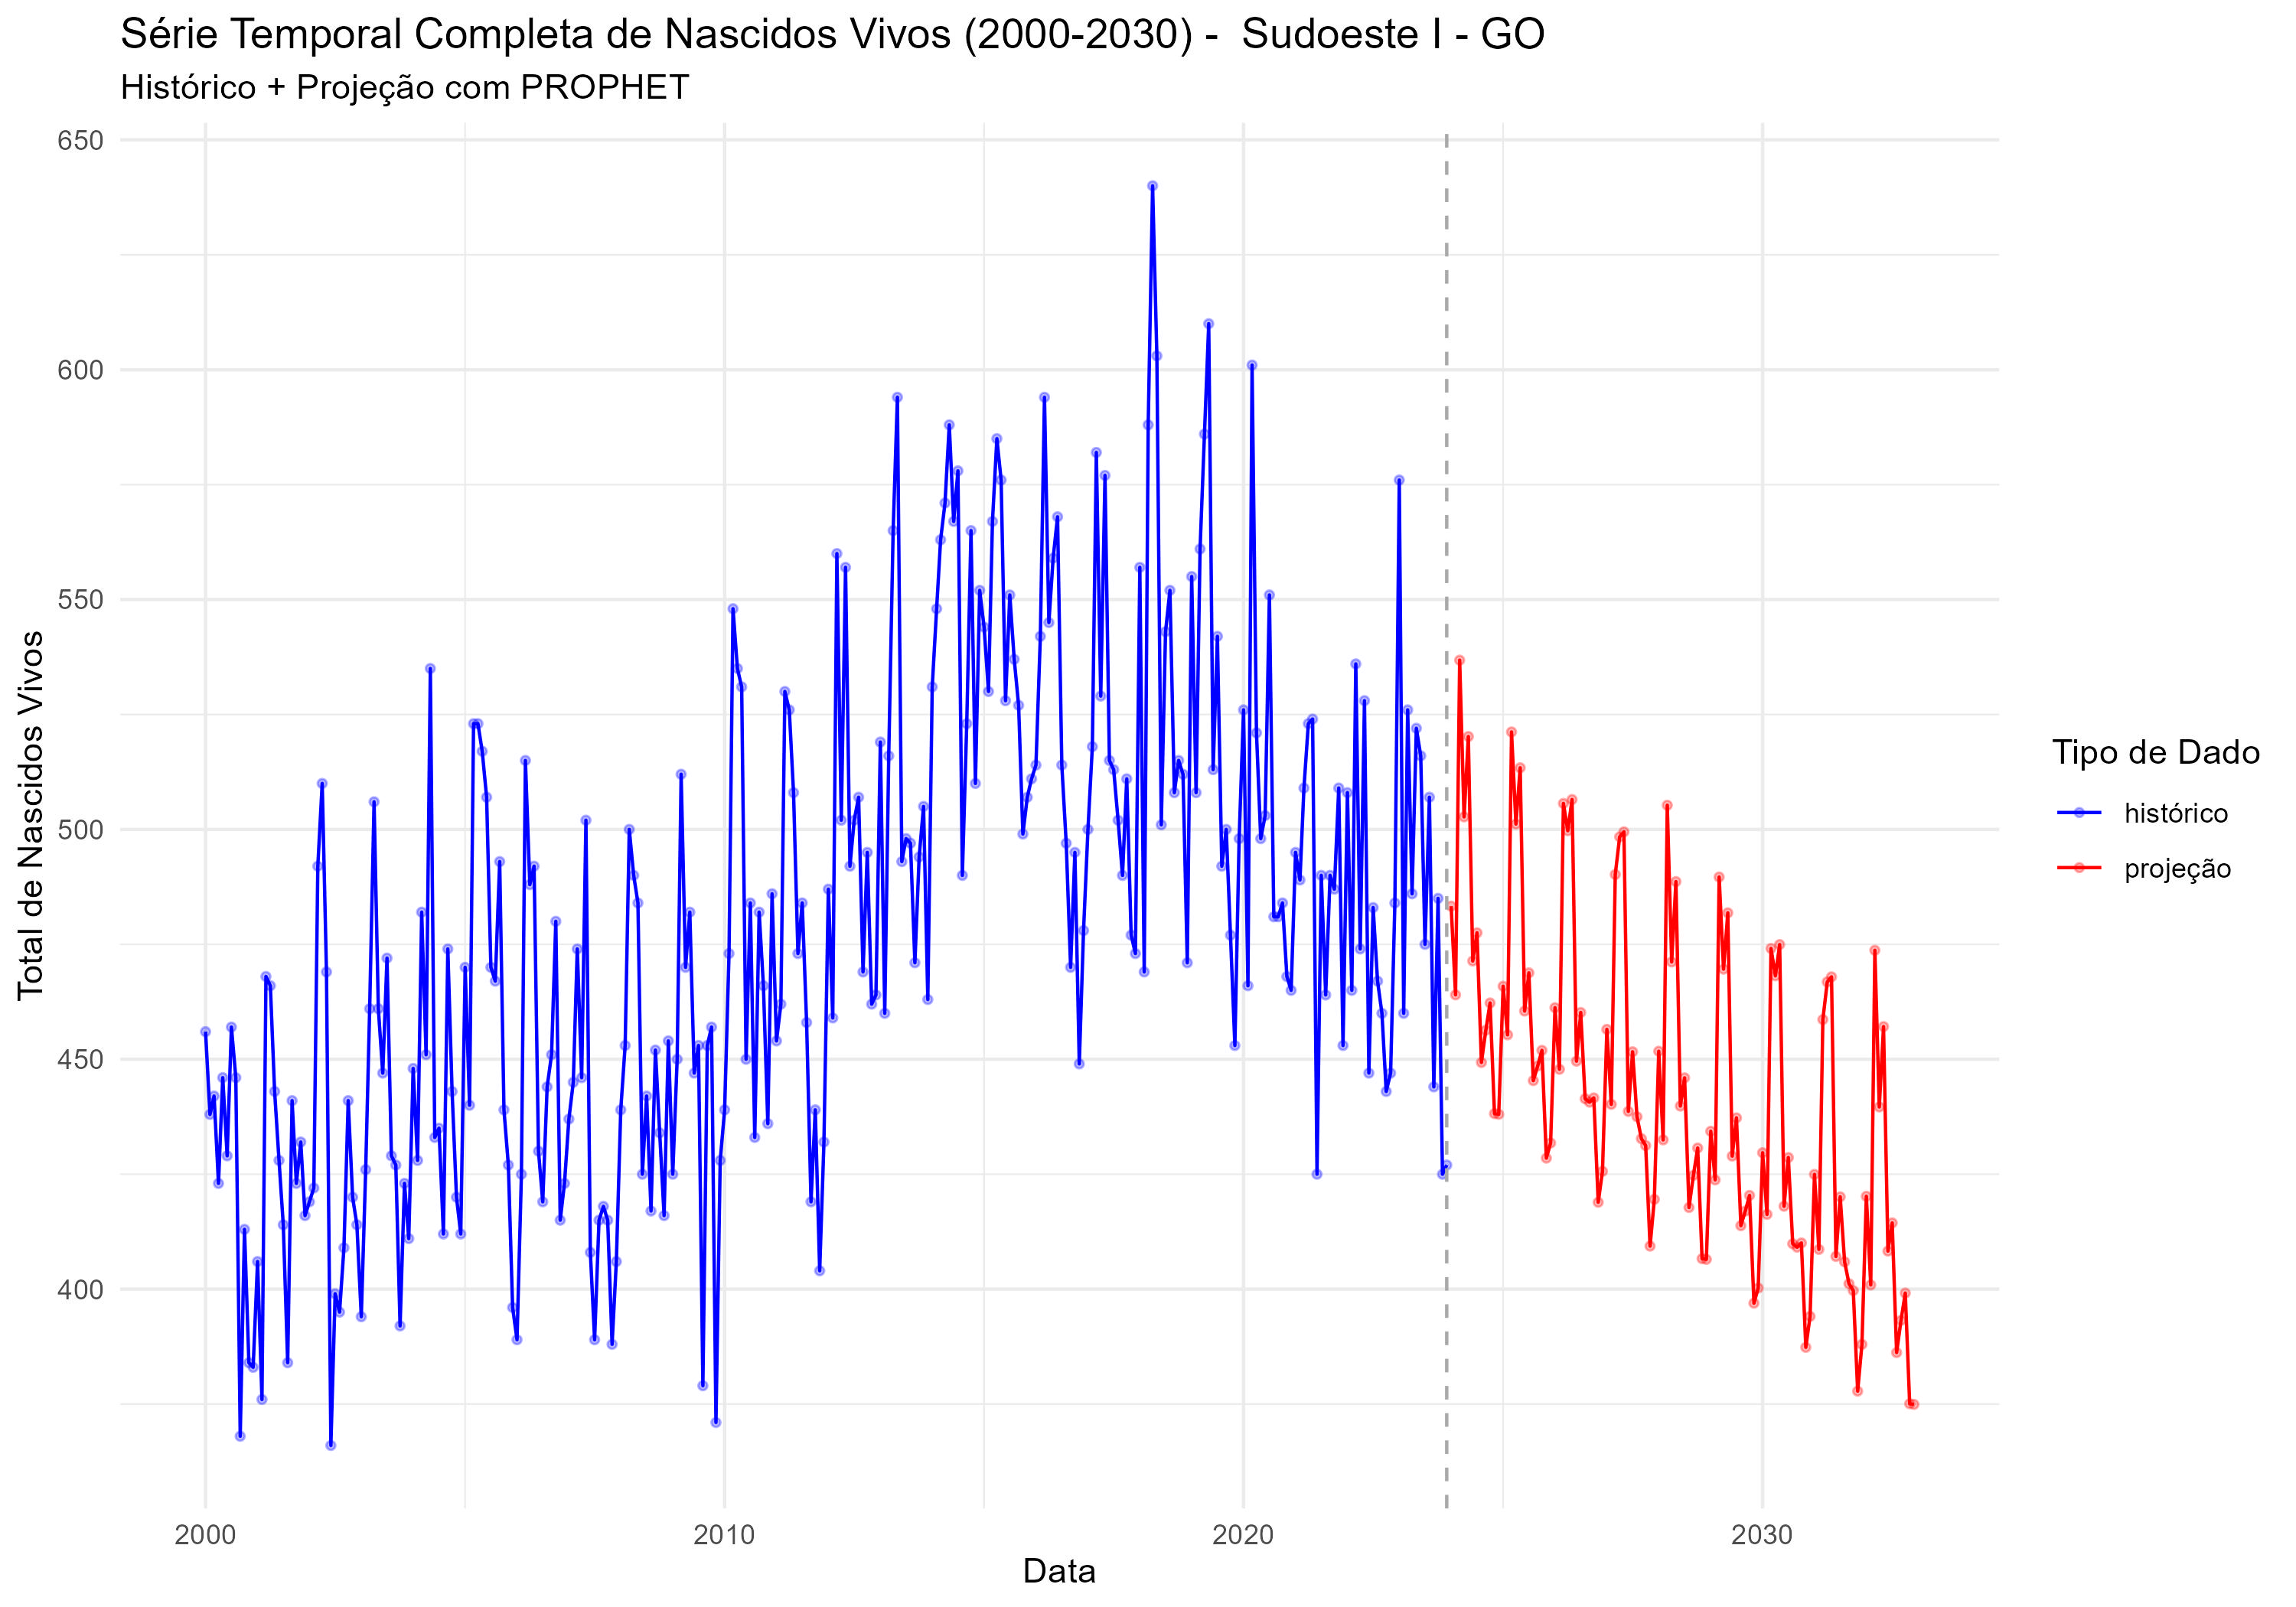 Série Temporal Completa de Nascidos Vivos (2000-2030) -  Sudoeste I - GO
Histórico + Projeção com PROPHET
Total de Nascidos Vivos
650
600
550
500
450
400
2000
2010
2020
2030
Data
Tipo de Dado
histórico
projeção